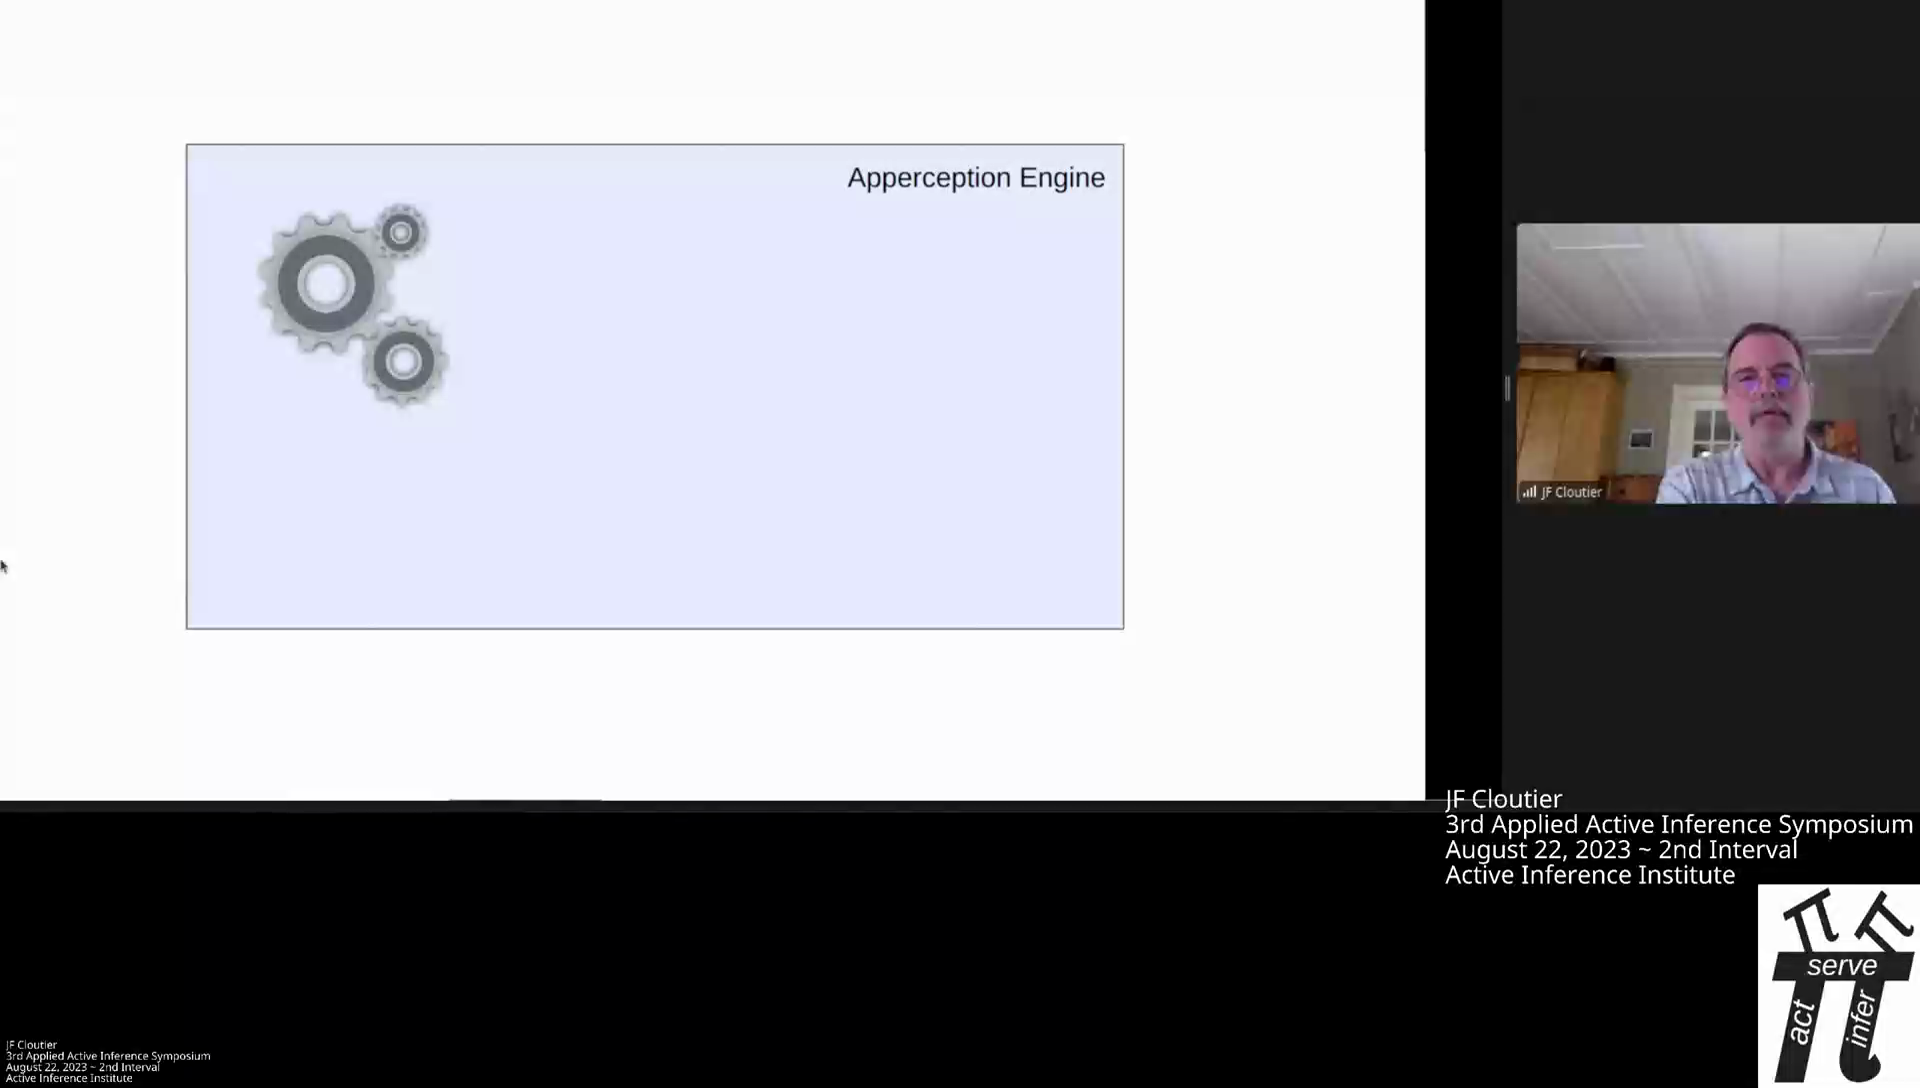 Apperception Engine
JF Cloutier
JF Cloutier
3rd Applied Active Inference Symposium
August 22, 2023 ~ 2nd Interval
Active Inference Institute
serve
act
infer
JF Cloutier
3rd Applied Active Inference Symposium
August 22, 2023 ~ 2nd Interval
Active Inference Institute